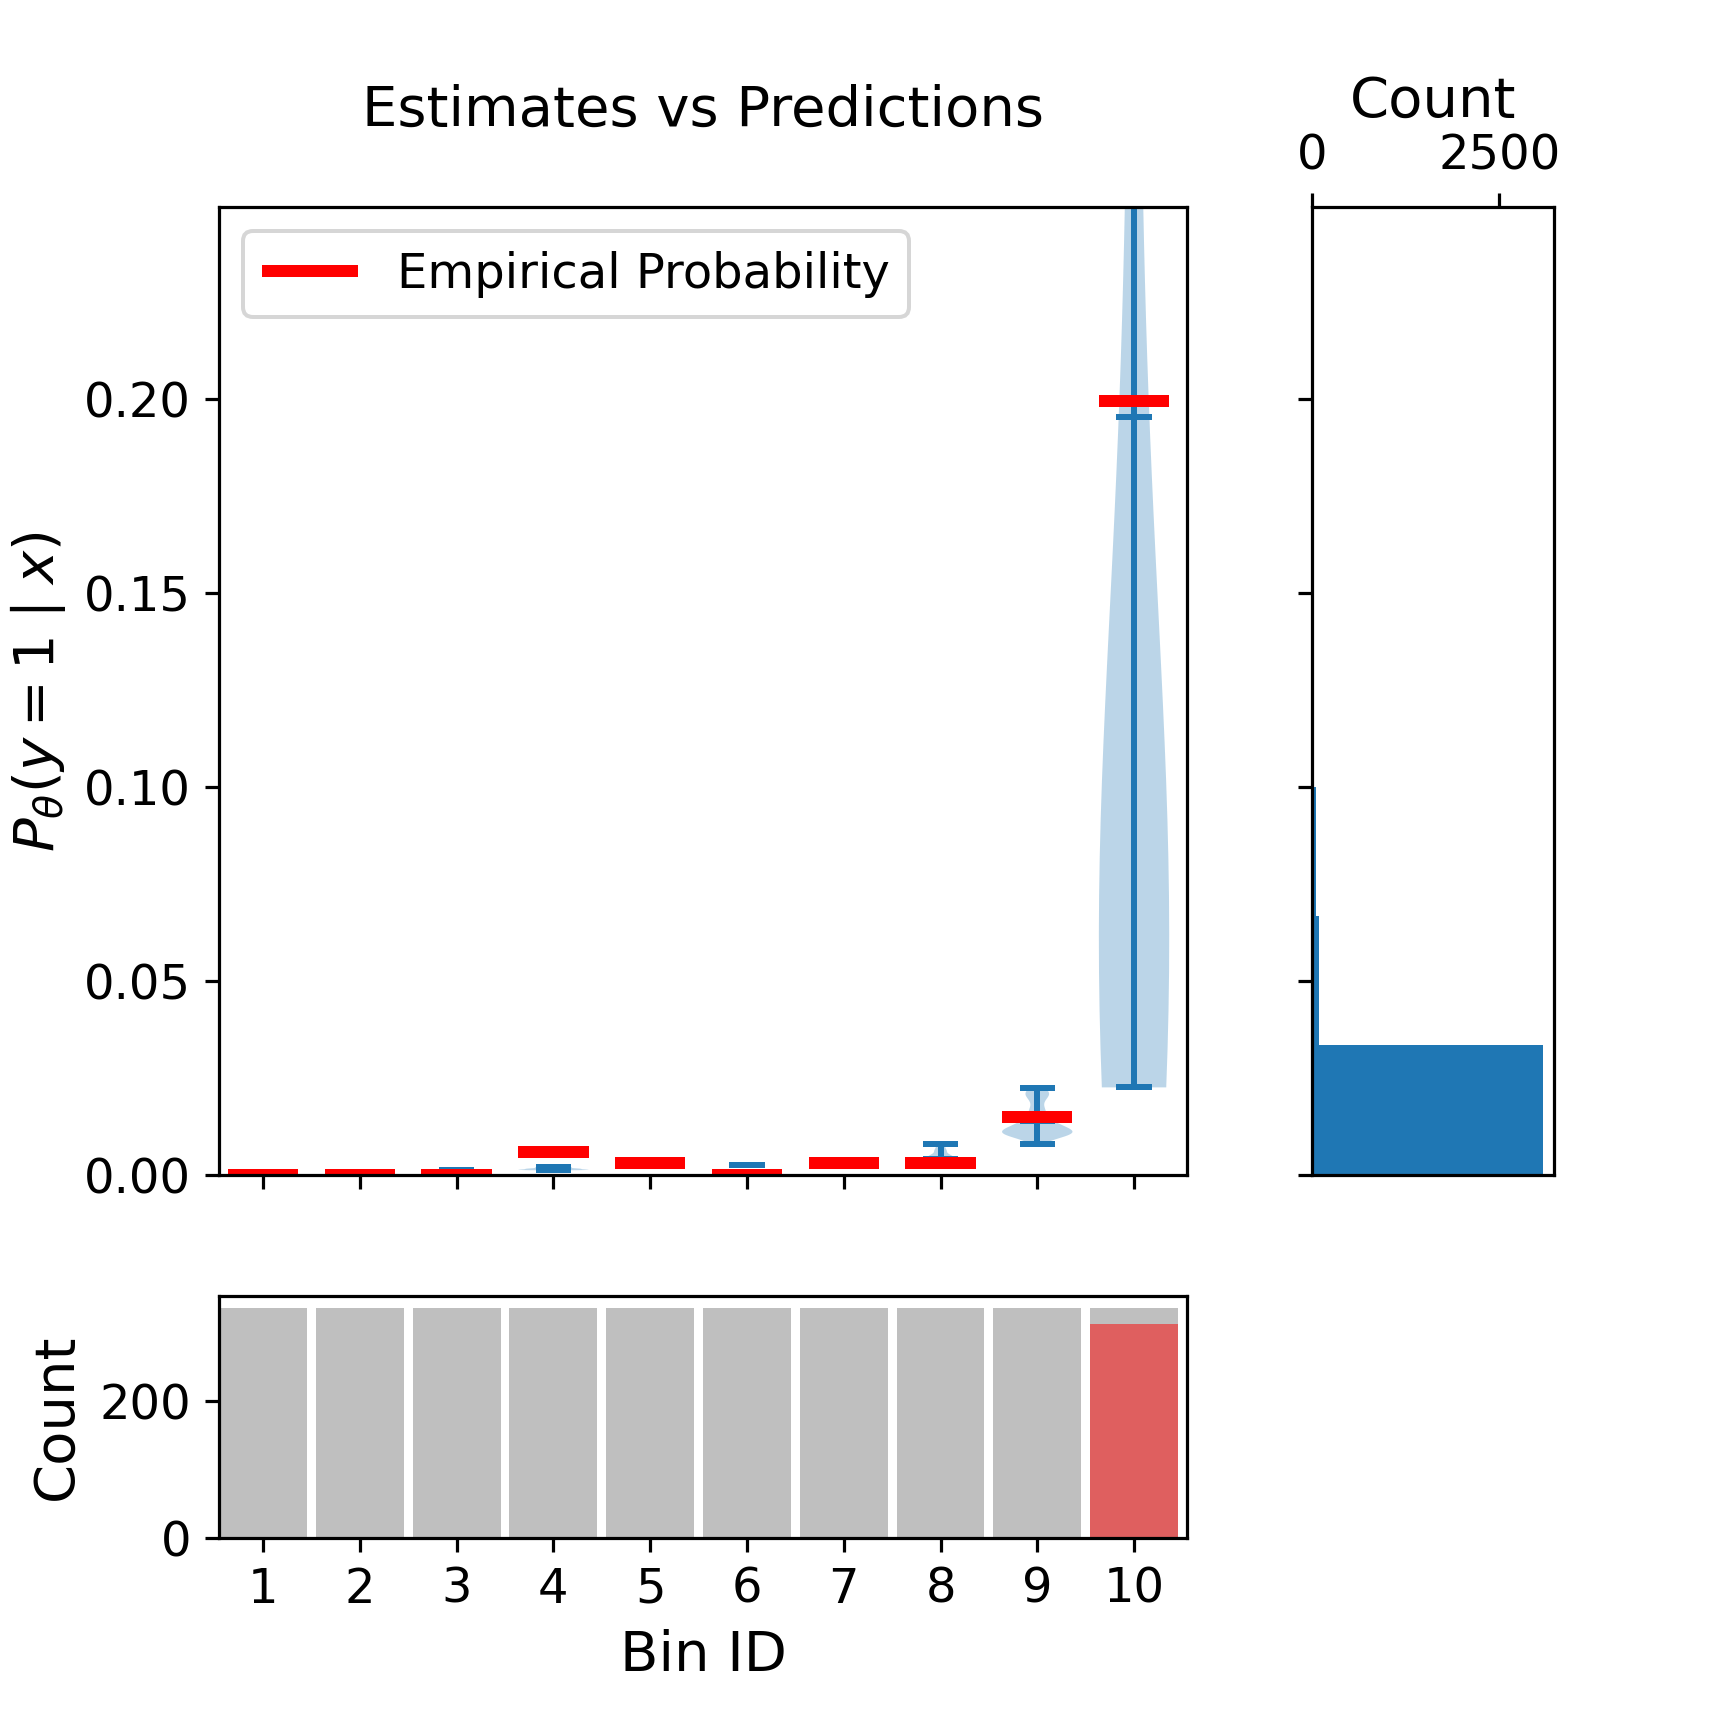 Estimates vs Predictions
Count
0 2500
Empirical Probability
0.20
0.15
0.10
0.05
0.00
P_θ(y = 1 | x)
Count
200
0
1 2 3 4 5 6 7 8 9 10
Bin ID